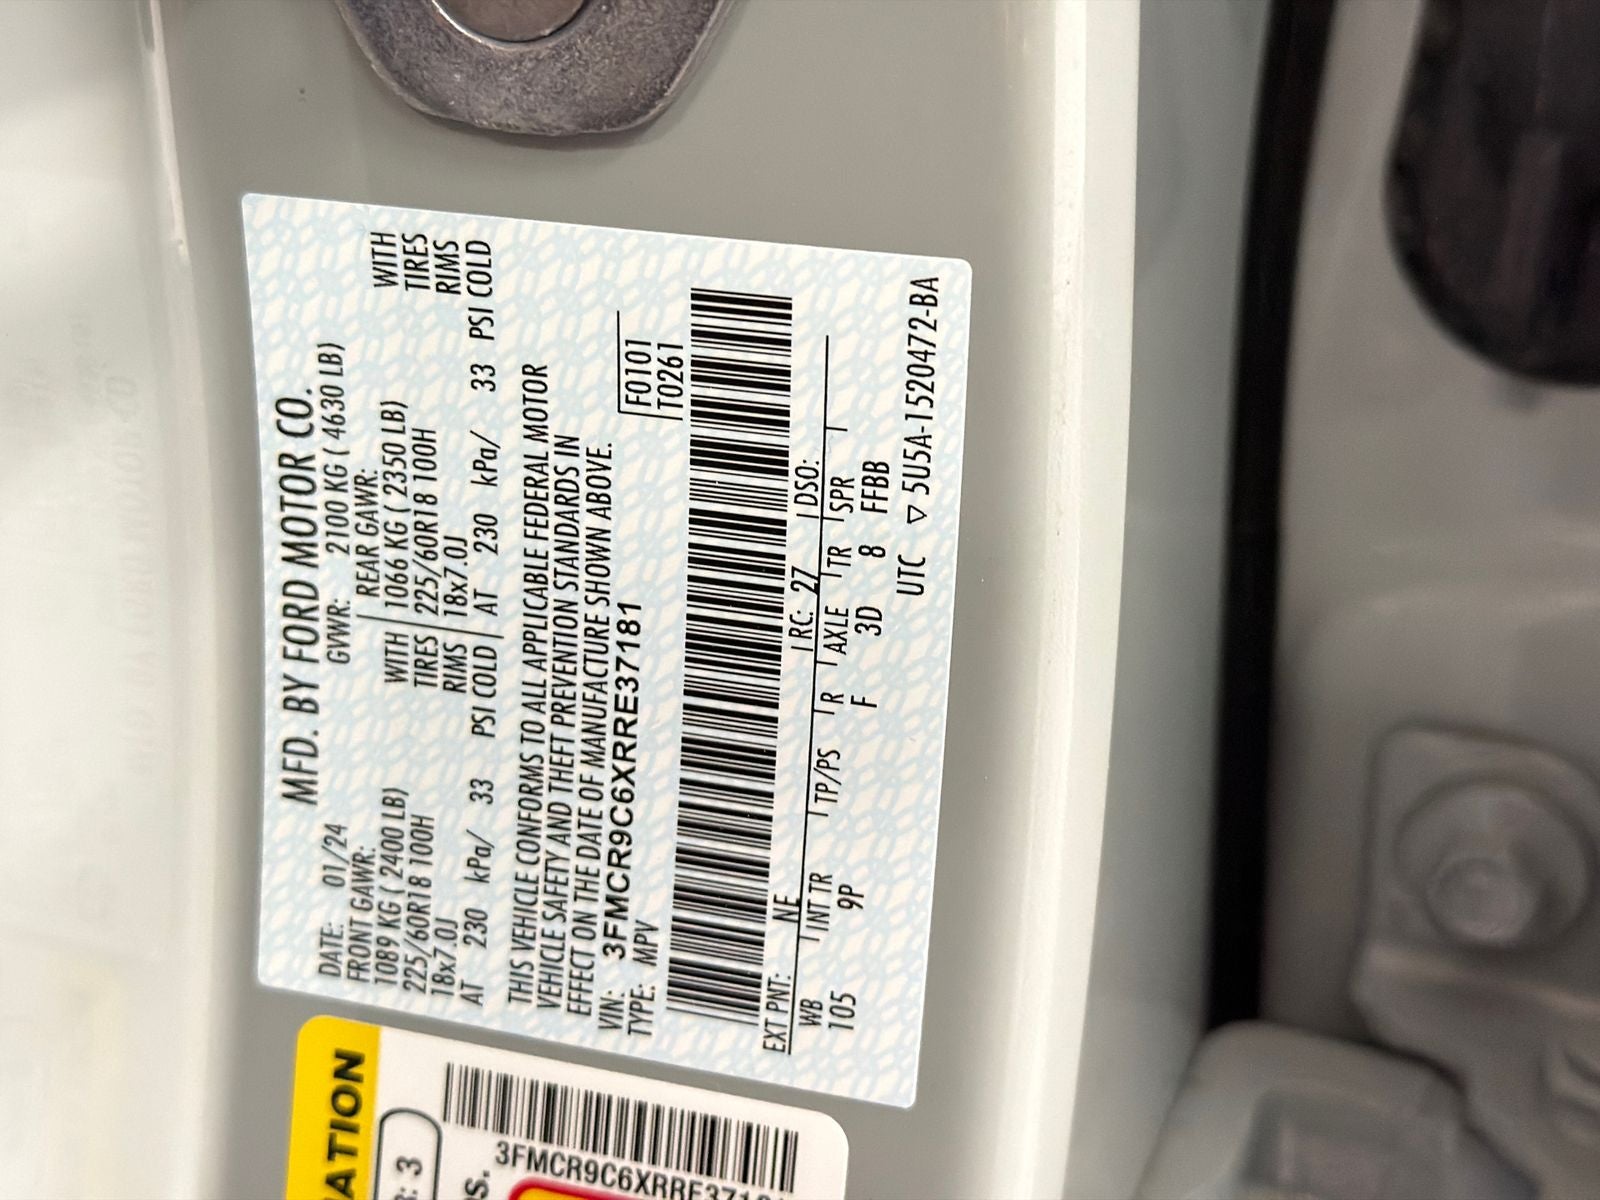 MFD. BY FORD MOTOR CO.
DATE: 01/24 GVWR: 2100 KG ( 4630 LB)
FRONT GAWR: REAR GAWR:
1089 KG ( 2400 LB) WITH 1066 KG ( 2350 LB) WITH
225/60R18 100H TIRES 225/60R18 100H TIRES
18x7.0J RIMS 18x7.0J RIMS
AT 230 kPa/ 33 PSI COLD AT 230 kPa/ 33 PSI COLD
THIS VEHICLE CONFORMS TO ALL APPLICABLE FEDERAL MOTOR
VEHICLE SAFETY AND THEFT PREVENTION STANDARDS IN
EFFECT ON THE DATE OF MANUFACTURE SHOWN ABOVE.
VIN: 3FMCR9C6XRRE37181 F0101
TYPE: MPV T0261
EXT PNT: NE RC: 27 DSO:
WB INT TR TP/PS R AXLE TR SPR
105 9P F 3D 8 FFBB
UTC ▽ 5U5A-1520472-BA
ATION
R: 3
os.
3FMCR9C6XRRE3718